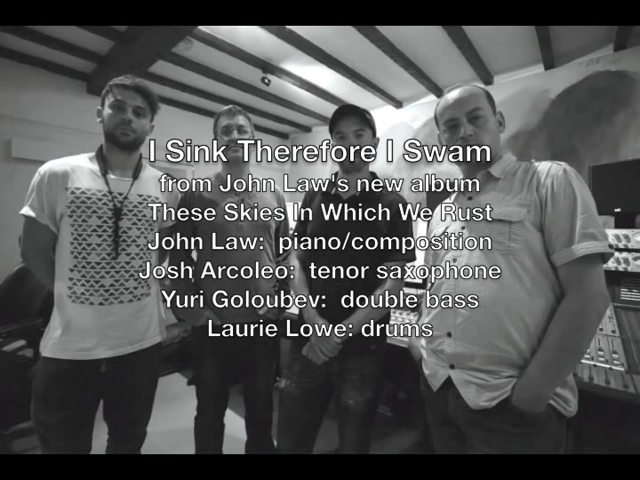 I Sink Therefore I Swam
from John Law's new album
These Skies In Which We Rust
John Law:  piano/composition
Josh Arcoleo:  tenor saxophone
Yuri Goloubev:  double bass
Laurie Lowe: drums